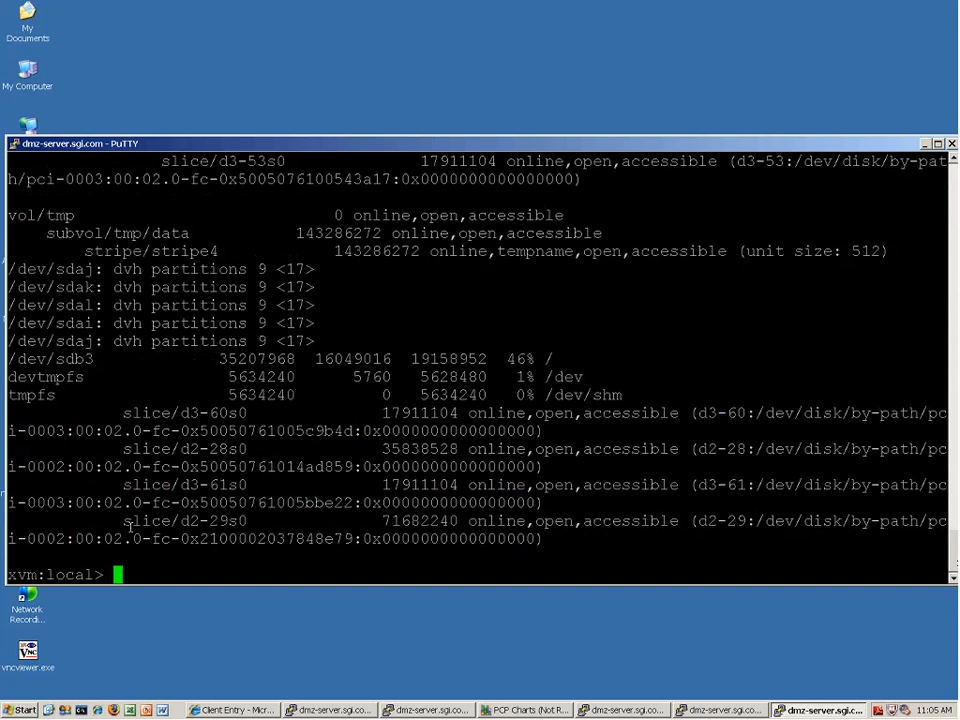 My
Documents
My Computer
dmz-server.sgi.com - PuTTY
slice/d3-53s0 17911104 online,open,accessible (d3-53:/dev/disk/by-pat
h/pci-0003:00:02.0-fc-0x5005076100543a17:0x0000000000000000)
vol/tmp 0 online,open,accessible
subvol/tmp/data 143286272 online,open,accessible
stripe/stripe4 143286272 online,tempname,open,accessible (unit size: 512)
/dev/sdaj: dvh partitions 9 <17>
/dev/sdak: dvh partitions 9 <17>
/dev/sdal: dvh partitions 9 <17>
/dev/sdai: dvh partitions 9 <17>
/dev/sdaj: dvh partitions 9 <17>
/dev/sdb3 35207968 16049016 19158952 46% /
devtmpfs 5634240 5760 5628480 1% /dev
tmpfs 5634240 0 5634240 0% /dev/shm
slice/d3-60s0 17911104 online,open,accessible (d3-60:/dev/disk/by-path/pc
i-0003:00:02.0-fc-0x50050761005c9b4d:0x0000000000000000)
slice/d2-28s0 35838528 online,open,accessible (d2-28:/dev/disk/by-path/pc
i-0002:00:02.0-fc-0x50050761014ad859:0x0000000000000000)
slice/d3-61s0 17911104 online,open,accessible (d3-61:/dev/disk/by-path/pc
i-0003:00:02.0-fc-0x50050761005bbe22:0x0000000000000000)
slice/d2-29s0 71682240 online,open,accessible (d2-29:/dev/disk/by-path/pc
i-0002:00:02.0-fc-0x2100002037848e79:0x0000000000000000)
xvm:local>
Network
Recordi...
VNC
vncviewer.exe
Start
Client Entry - Micr...
dmz-server.sgi.co...
dmz-server.sgi.co...
PCP Charts (Not R...
dmz-server.sgi.co...
dmz-server.sgi.co...
dmz-server.sgi.c...
11:05 AM